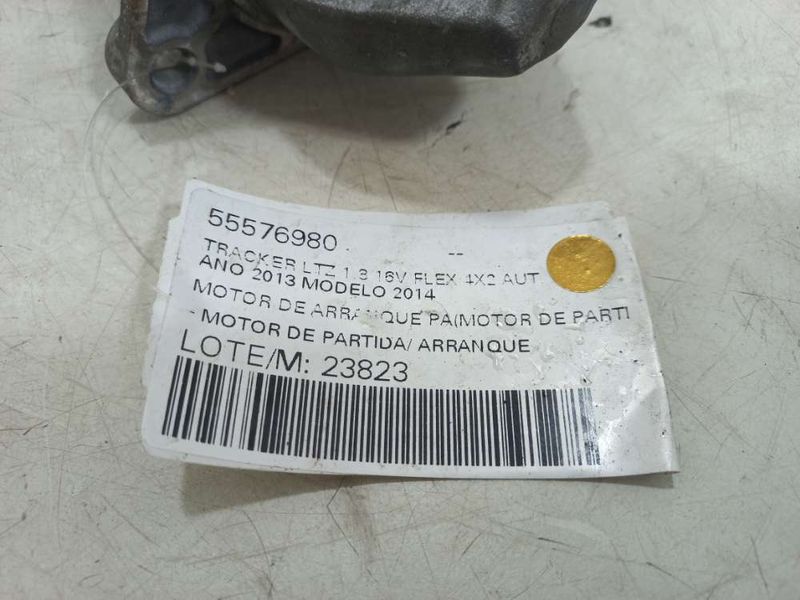 55576980 . --
TRACKER LTZ 1.8 16V FLEX 4X2 AUT
ANO 2013 MODELO 2014
MOTOR DE ARRANQUE PA(MOTOR DE PARTI
- MOTOR DE PARTIDA/ ARRANQUE
LOTE/M: 23823